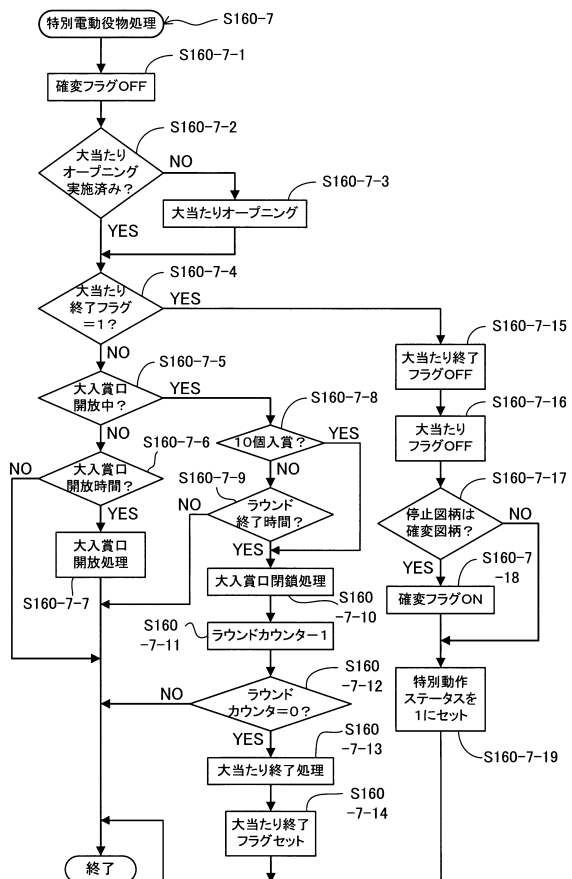 特別電動役物処理
S160-7
S160-7-1
確変フラグOFF
S160-7-2
大当たり
オープニング
実施済み？
NO
S160-7-3
大当たりオープニング
YES
S160-7-4
大当たり
終了フラグ
＝1？
YES
NO
S160-7-5
大入賞口
開放中？
YES
NO
S160-7-6
大入賞口
開放時間？
NO
YES
大入賞口
開放処理
S160-7-7
S160-7-8
10個入賞？
YES
NO
S160-7-9
ラウンド
終了時間？
NO
YES
大入賞口閉鎖処理
S160
-7-10
S160
-7-11
ラウンドカウンター1
S160
-7-12
ラウンド
カウンタ＝0？
NO
YES
S160
-7-13
大当たり終了処理
S160
-7-14
大当たり終了
フラグセット
S160-7-15
大当たり終了
フラグOFF
S160-7-16
大当たり
フラグOFF
S160-7-17
停止図柄は
確変図柄？
NO
YES
S160-7
-18
確変フラグON
特別動作
ステータスを
1にセット
S160-7-19
終了